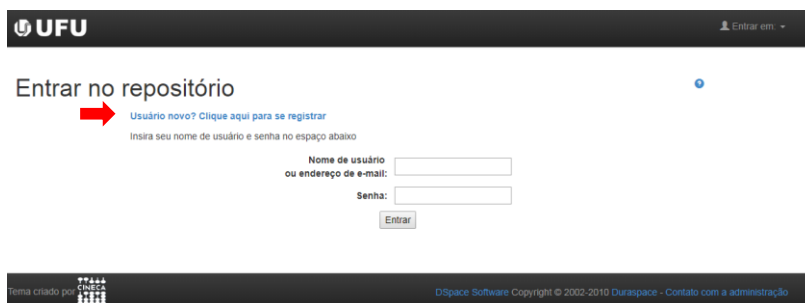 UFU
Entrar em:
Entrar no repositório
Usuário novo? Clique aqui para se registrar
Insira seu nome de usuário e senha no espaço abaixo
Nome de usuário
ou endereço de e-mail:
Senha:
Entrar
Tema criado por CINECA
DSpace Software Copyright © 2002-2010 Duraspace - Contato com a administração